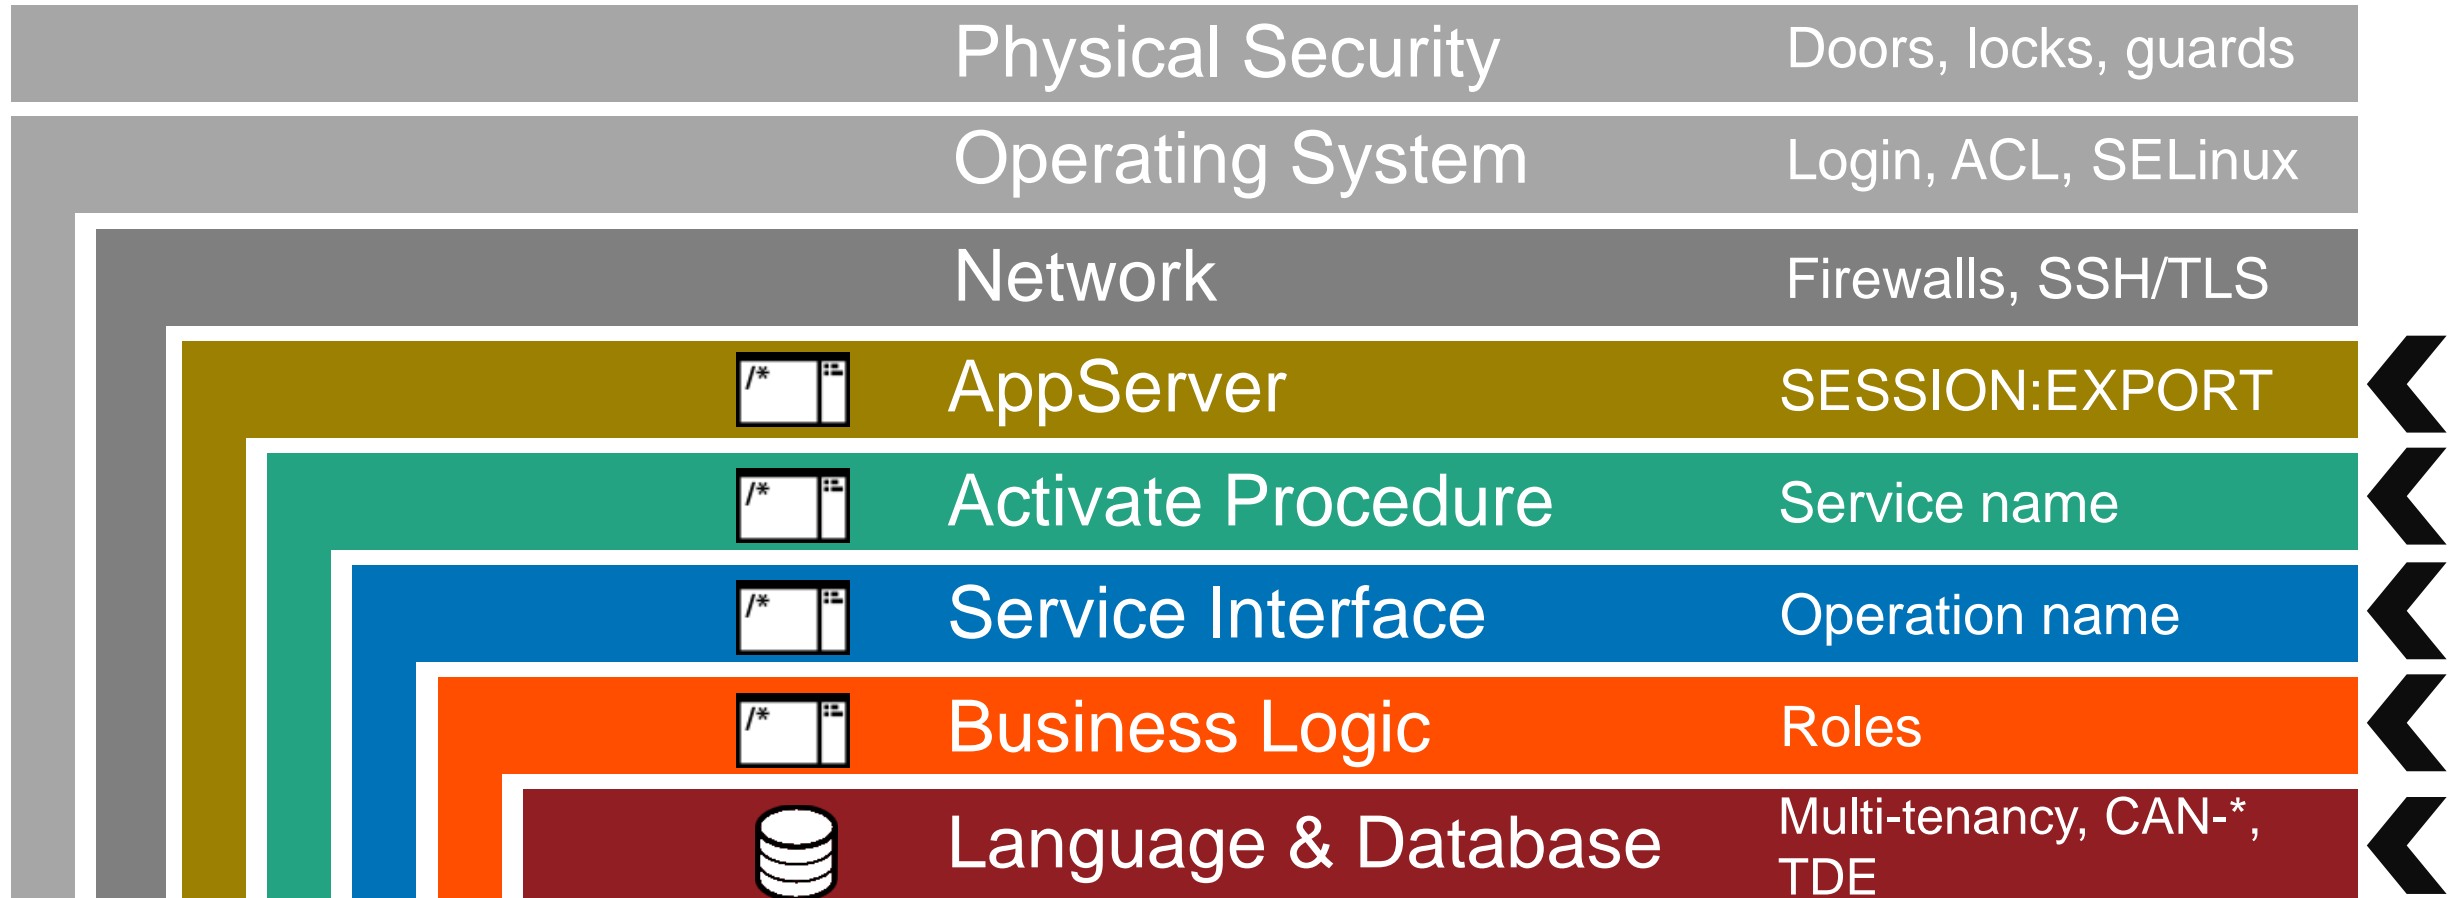 Physical Security Doors, locks, guards
Operating System Login, ACL, SELinux
Network Firewalls, SSH/TLS
/* AppServer SESSION:EXPORT
/* Activate Procedure Service name
/* Service Interface Operation name
/* Business Logic Roles
Language & Database Multi-tenancy, CAN-*,
TDE